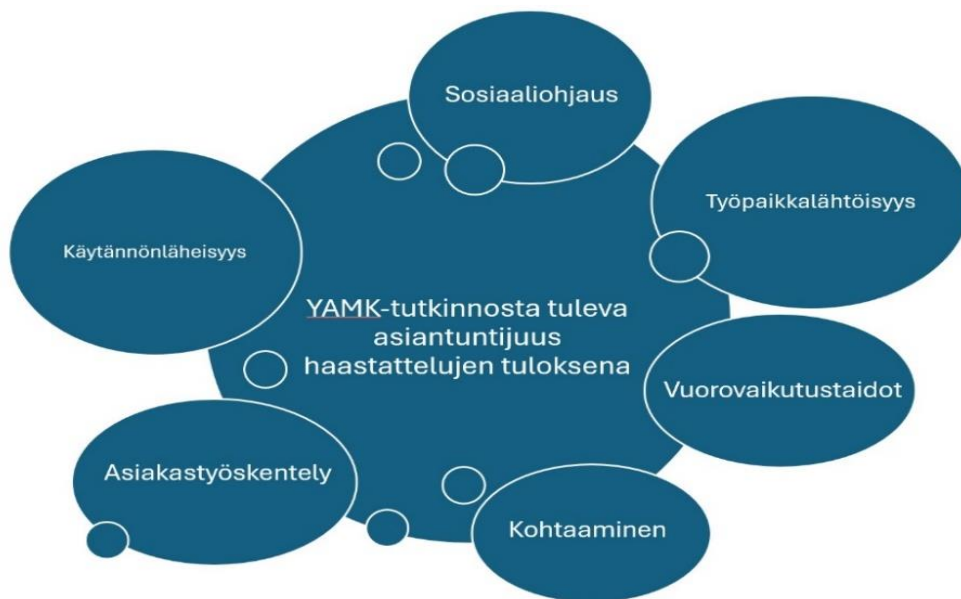 Sosiaaliohjaus
Työpaikkalähtöisyys
Käytännönläheisyys
YAMK-tutkinnosta tuleva
asiantuntijuus
haastattelujen tuloksena
Vuorovaikutustaidot
Asiakastyöskentely
Kohtaaminen